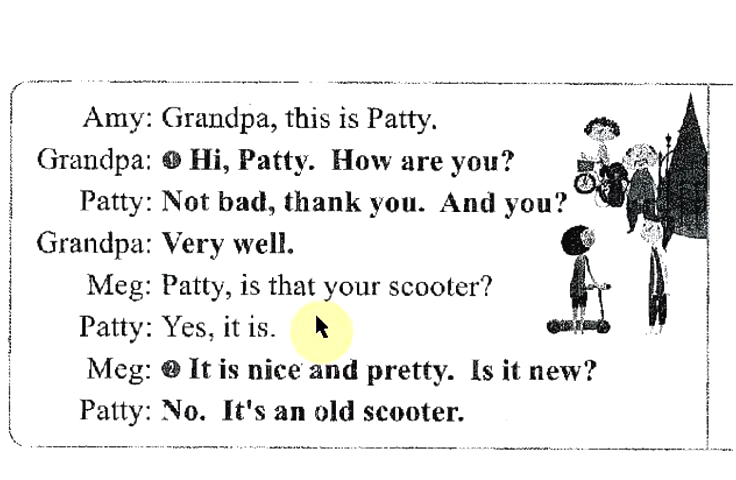 Amy: Grandpa, this is Patty.
Grandpa: ❶ Hi, Patty. How are you?
Patty: Not bad, thank you. And you?
Grandpa: Very well.
Meg: Patty, is that your scooter?
Patty: Yes, it is.
Meg: ❷ It is nice and pretty. Is it new?
Patty: No. It's an old scooter.